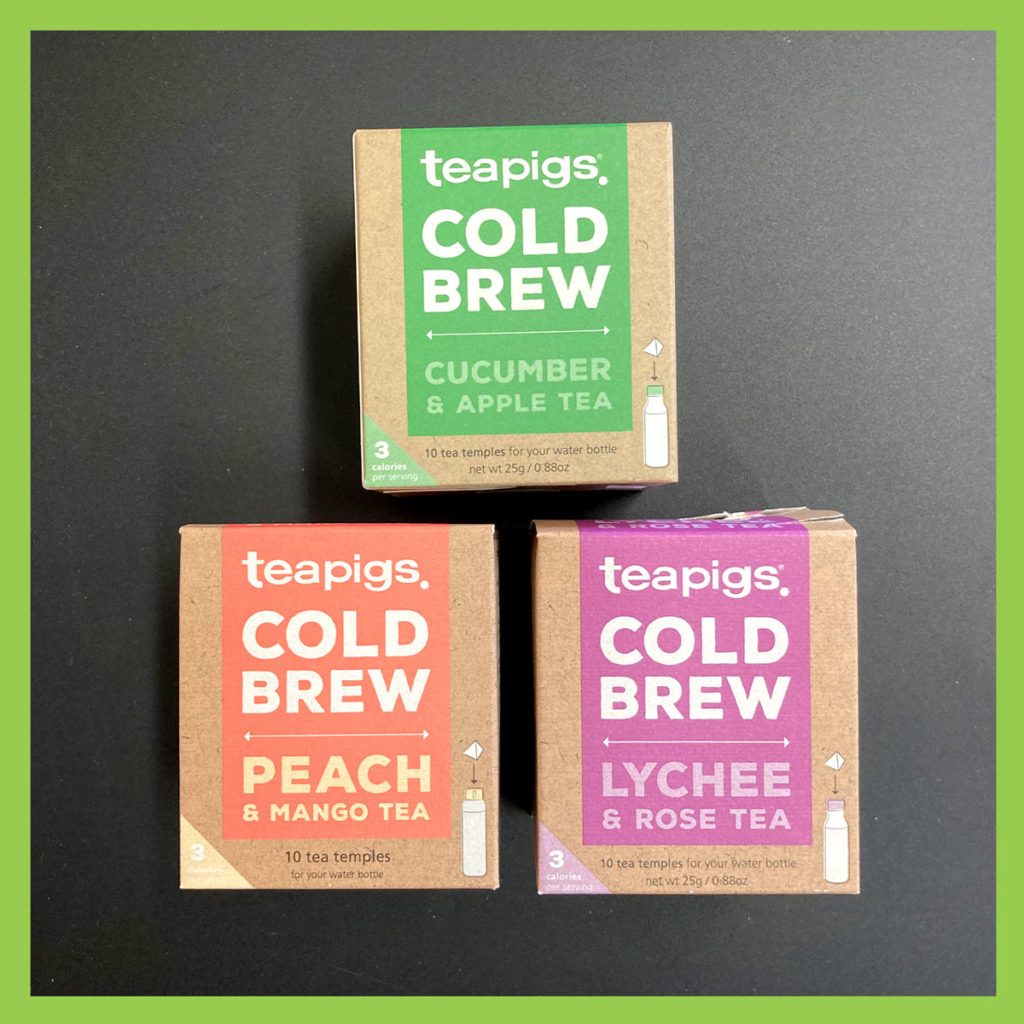 teapigs®.
COLD
BREW
CUCUMBER
& APPLE TEA
3
calories
per serving
10 tea temples for your water bottle
net wt 25g / 0.88oz
teapigs.
COLD
BREW
PEACH
& MANGO TEA
3
calories
10 tea temples
for your water bottle
& ROSE TEA
teapigs®.
COLD
BREW
LYCHEE
& ROSE TEA
3
calories
per serving
10 tea temples for your water bottle
net wt 25g / 0.88oz